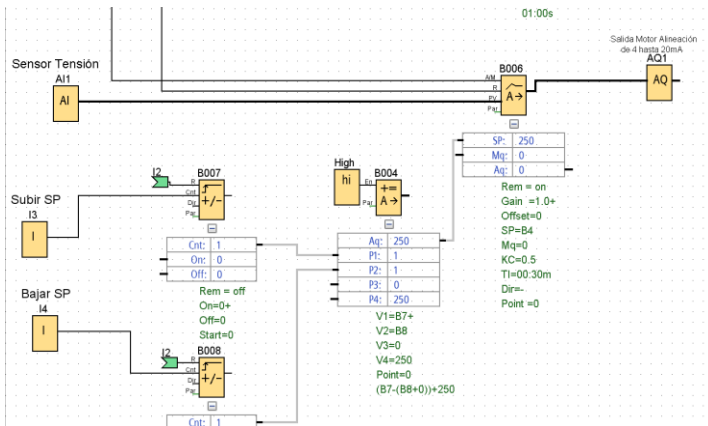 01:00s
Salida Motor Alineación
de 4 hasta 20mA
AQ1
AQ
B006
A/M
R
PV
Par
A→
Sensor Tensión
AI1
AI
SP: 250
Mq: 0
Aq: 0
Rem = on
Gain =1.0+
Offset=0
SP=B4
Mq=0
KC=0.5
TI=00:30m
Dir=-
Point =0
High
hi
B004
En
Par
+=
A→
Aq: 250
P1: 1
P2: 1
P3: 0
P4: 250
V1=B7+
V2=B8
V3=0
V4=250
Point=0
(B7-(B8+0))+250
I2
B007
R
Cnt
Dir
Par
+/-
Subir SP
I3
I
Cnt: 1
On: 0
Off: 0
Rem = off
On=0+
Off=0
Start=0
Bajar SP
I4
I
I2
B008
R
Cnt
Dir
Par
+/-
Cnt: 1